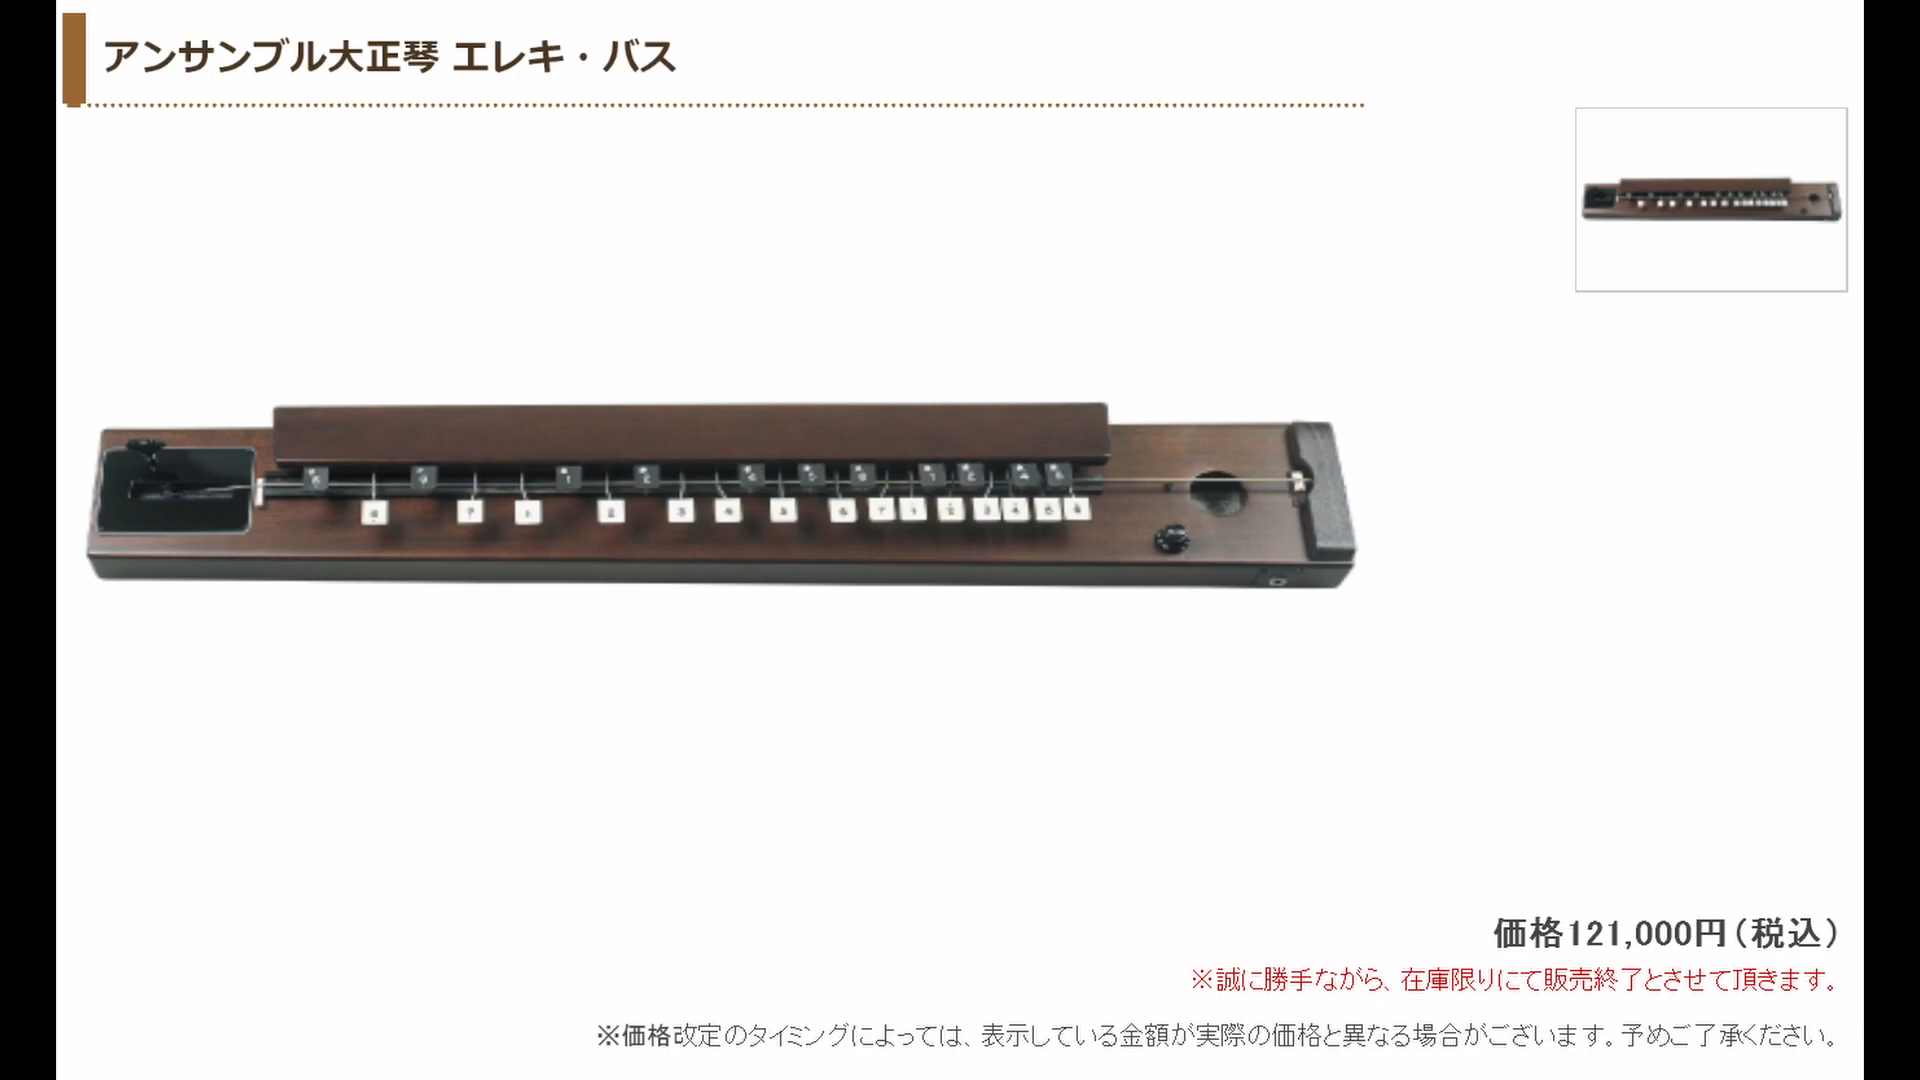 アンサンブル大正琴 エレキ・バス
価格121,000円（税込）
※誠に勝手ながら、在庫限りにて販売終了とさせて頂きます。
※価格改定のタイミングによっては、表示している金額が実際の価格と異なる場合がございます。予めご了承ください。